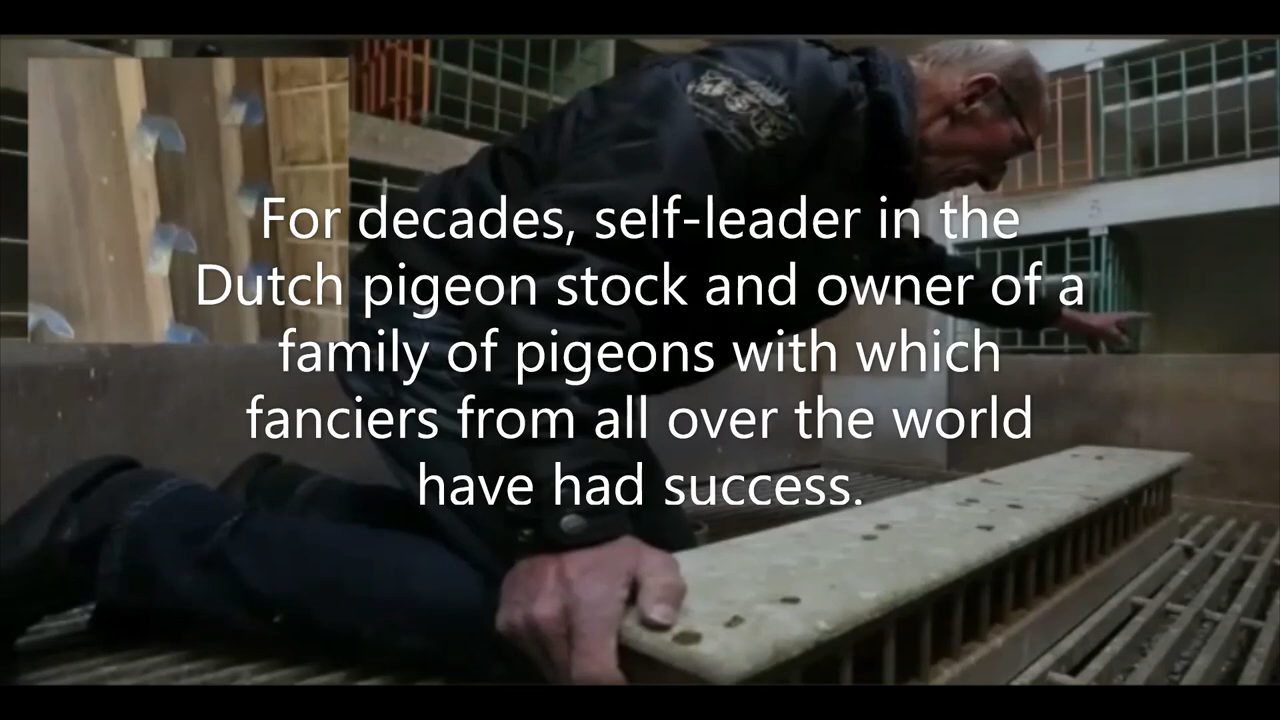 For decades, self-leader in the
Dutch pigeon stock and owner of a
family of pigeons with which
fanciers from all over the world
have had success.